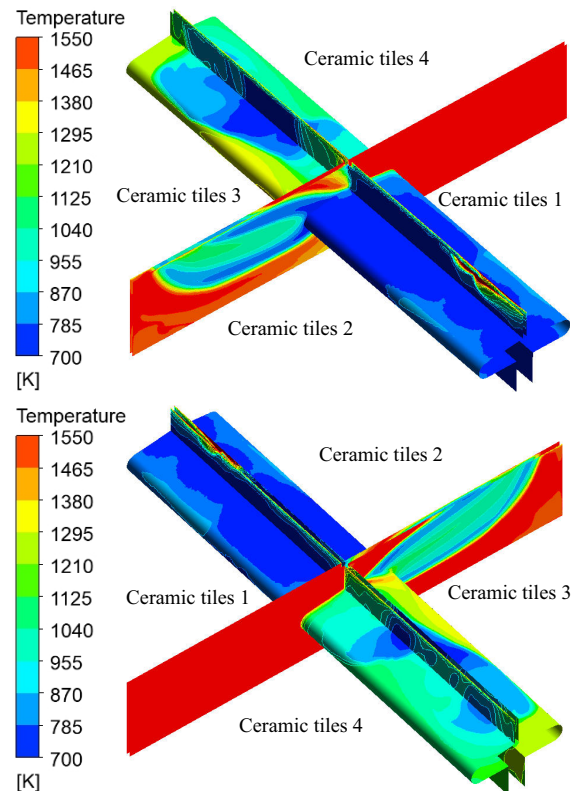 Temperature
1550
1465
1380
1295
1210
1125
1040
955
870
785
700
[K]
Ceramic tiles 4
Ceramic tiles 3
Ceramic tiles 1
Ceramic tiles 2
Temperature
1550
1465
1380
1295
1210
1125
1040
955
870
785
700
[K]
Ceramic tiles 2
Ceramic tiles 1
Ceramic tiles 3
Ceramic tiles 4